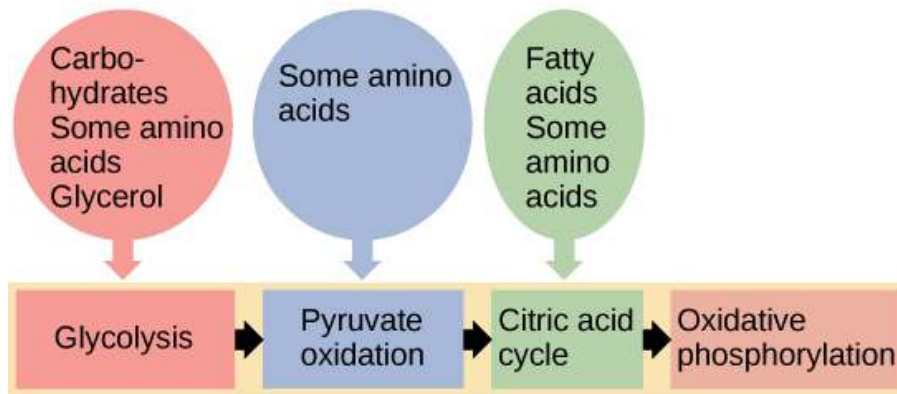 Carbo-
hydrates
Some amino
acids
Glycerol
Some amino
acids
Fatty
acids
Some
amino
acids
Glycolysis
Pyruvate
oxidation
Citric acid
cycle
Oxidative
phosphorylation